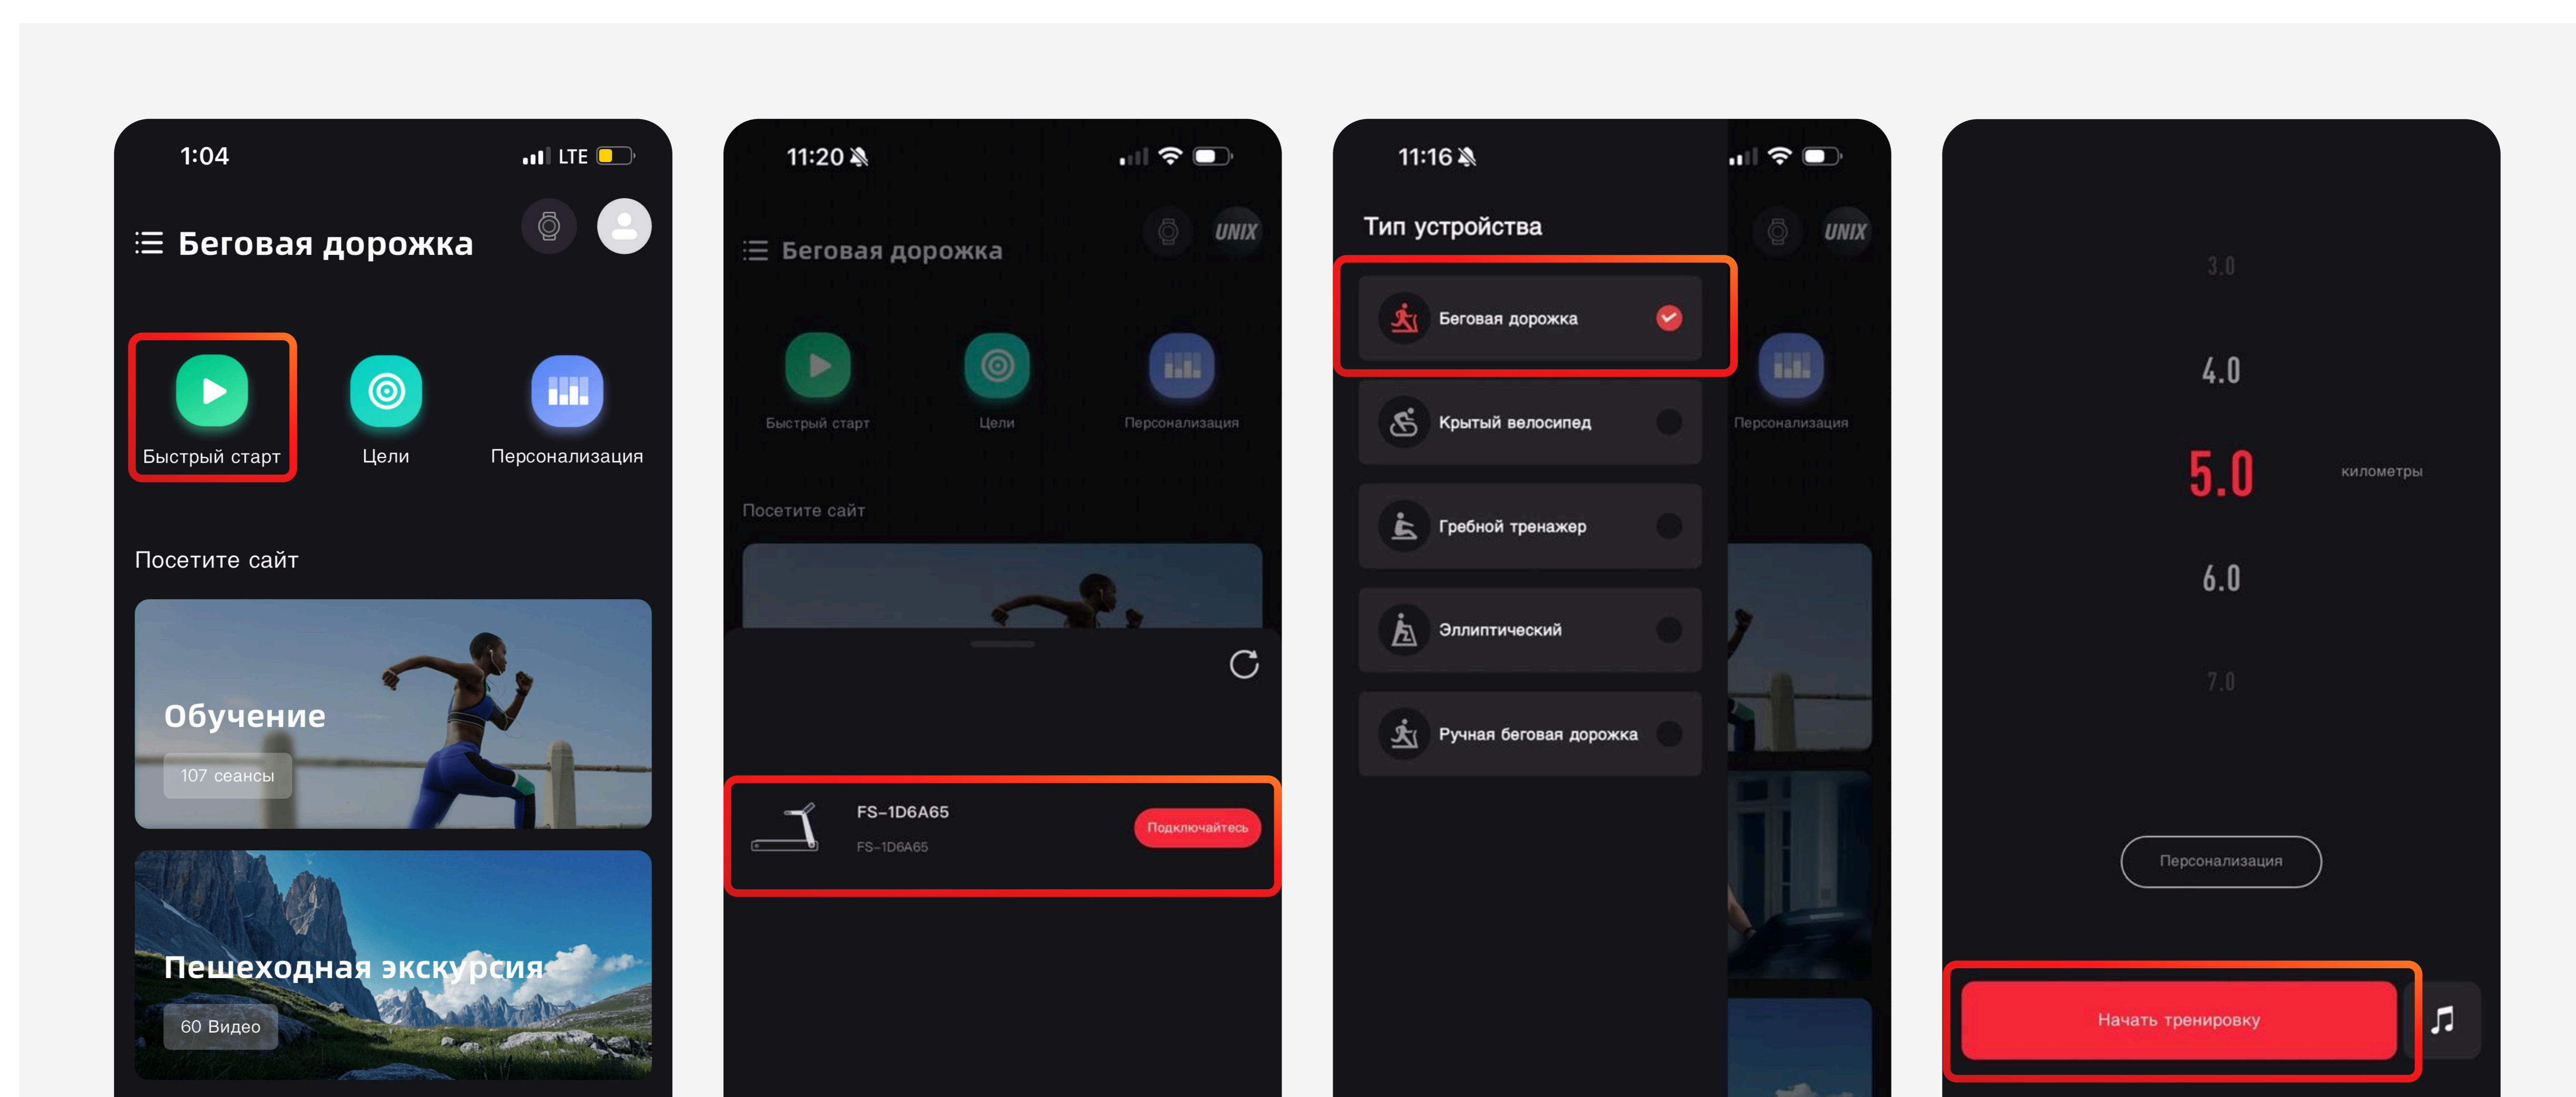 1:04
LTE
Беговая дорожка
Быстрый старт
Цели
Персонализация
Посетите сайт
Обучение
107 сеансы
Пешеходная экскурсия
60 Видео
11:20
Беговая дорожка
UNIX
Быстрый старт
Цели
Персонализация
Посетите сайт
FS-1D6A65
FS-1D6A65
Подключайтесь
11:16
Тип устройства
UNIX
Беговая дорожка
Крытый велосипед
Персонализация
Гребной тренажер
Эллиптический
Ручная беговая дорожка
3.0
4.0
5.0 километры
6.0
7.0
Персонализация
Начать тренировку